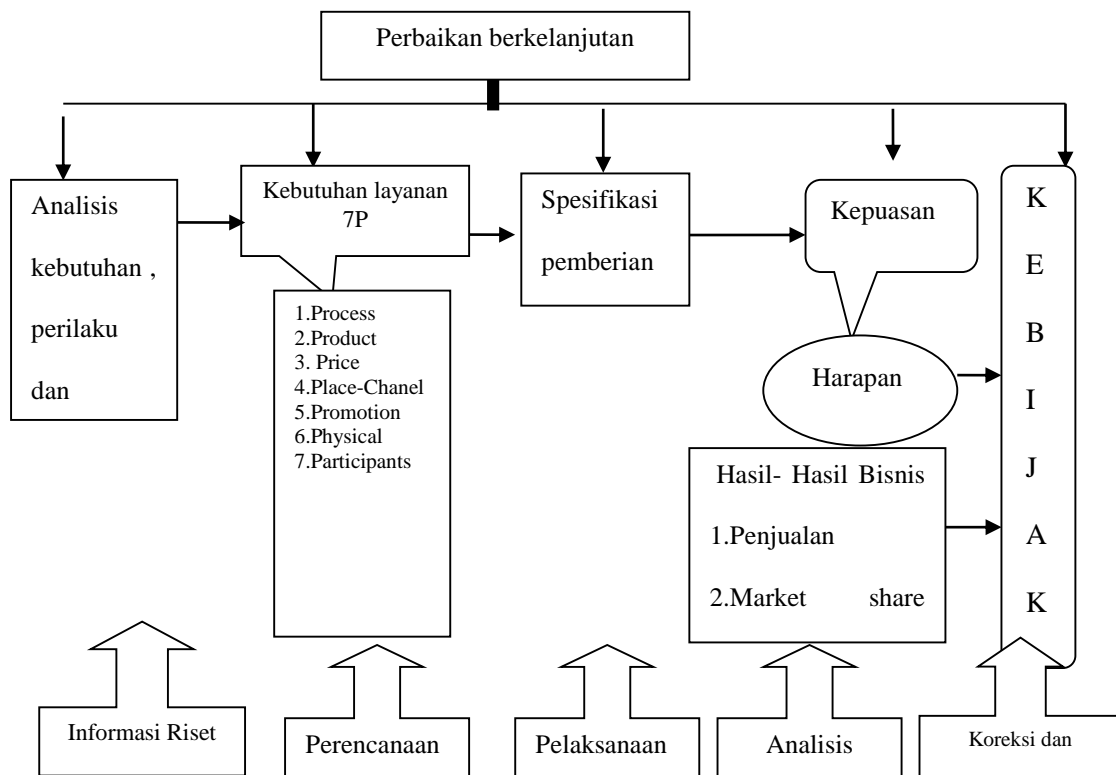 Perbaikan berkelanjutan
Analisis
kebutuhan ,
perilaku
dan
Kebutuhan layanan
7P
1.Process
2.Product
3. Price
4.Place-Chanel
5.Promotion
6.Physical
7.Participants
Spesifikasi
pemberian
Kepuasan
Harapan
Hasil- Hasil Bisnis
1.Penjualan
2.Market share
K
E
B
I
J
A
K
Informasi Riset
Perencanaan
Pelaksanaan
Analisis
Koreksi dan